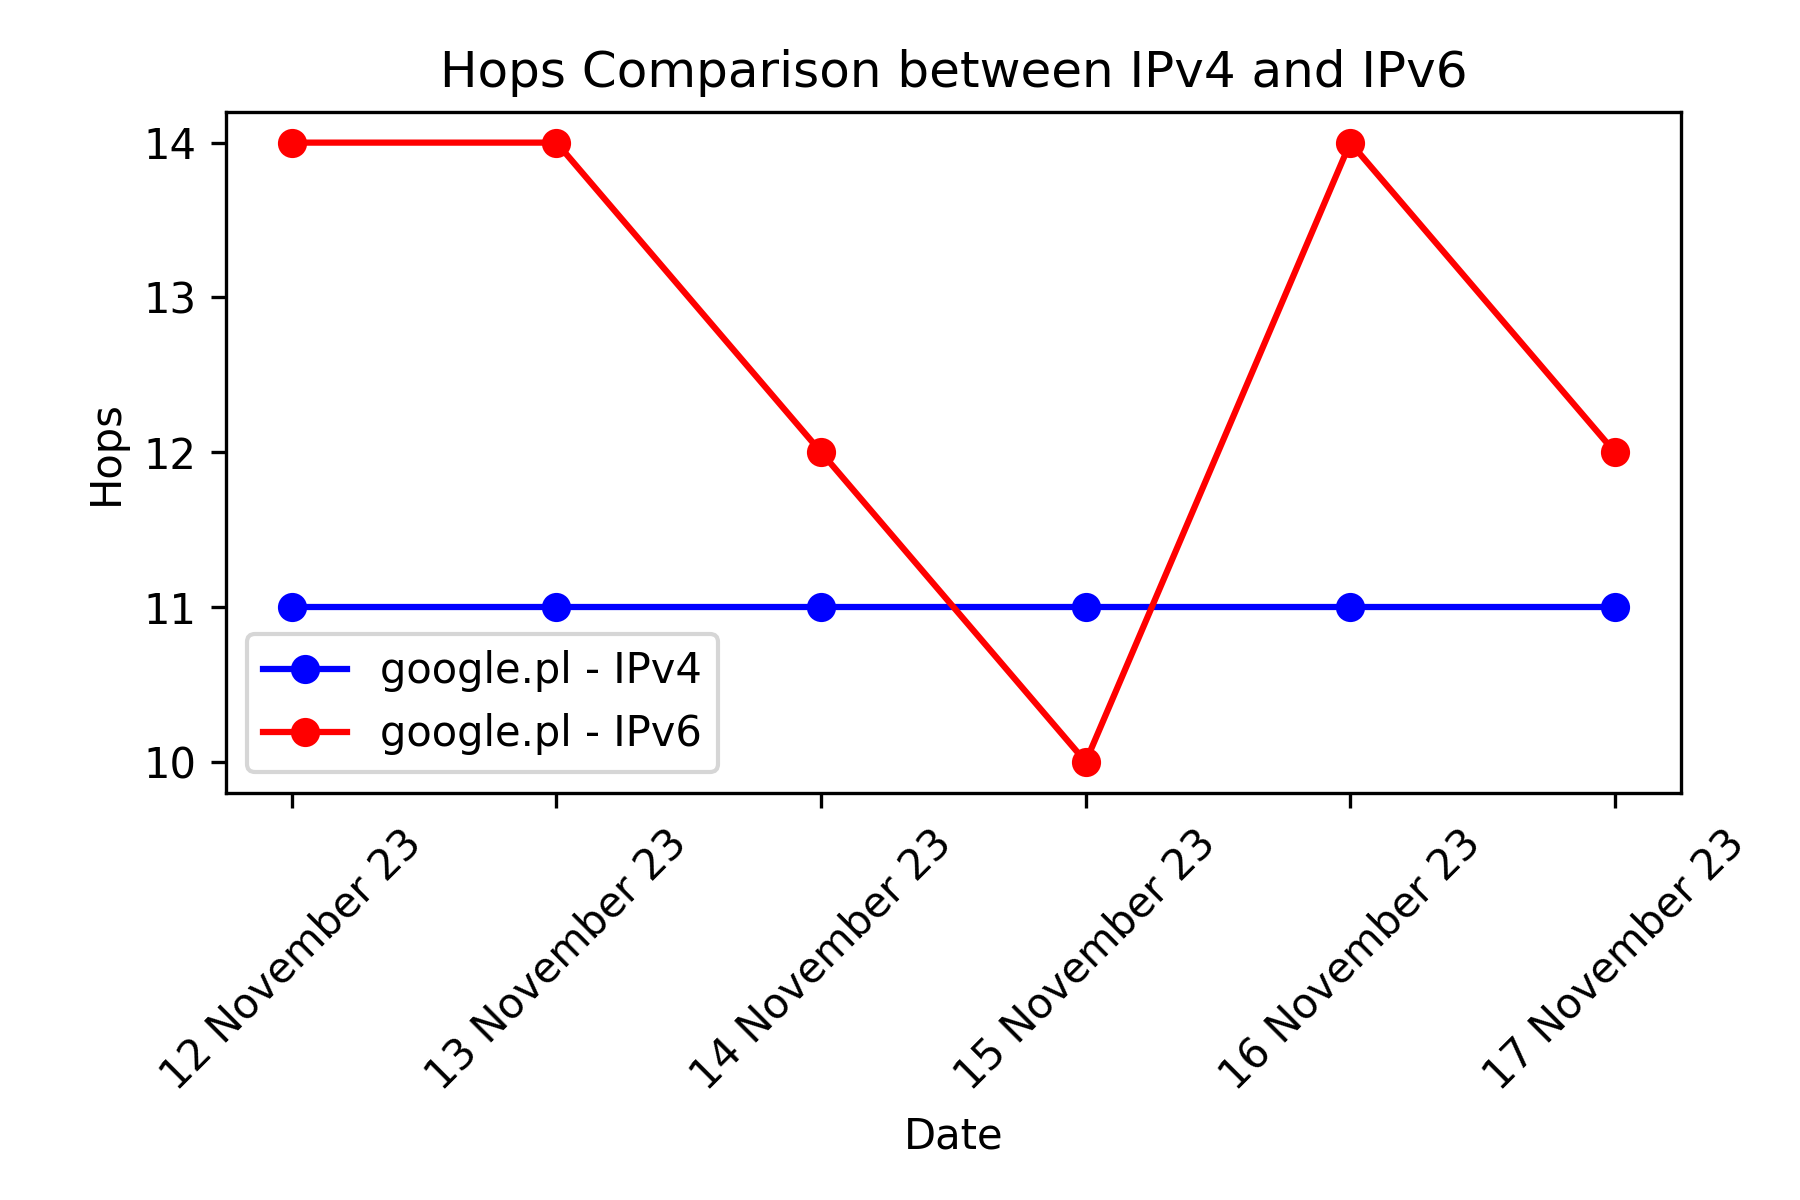 Hops Comparison between IPv4 and IPv6
14
13
12
11
10
Hops
google.pl - IPv4
google.pl - IPv6
12 November 23
13 November 23
14 November 23
15 November 23
16 November 23
17 November 23
Date